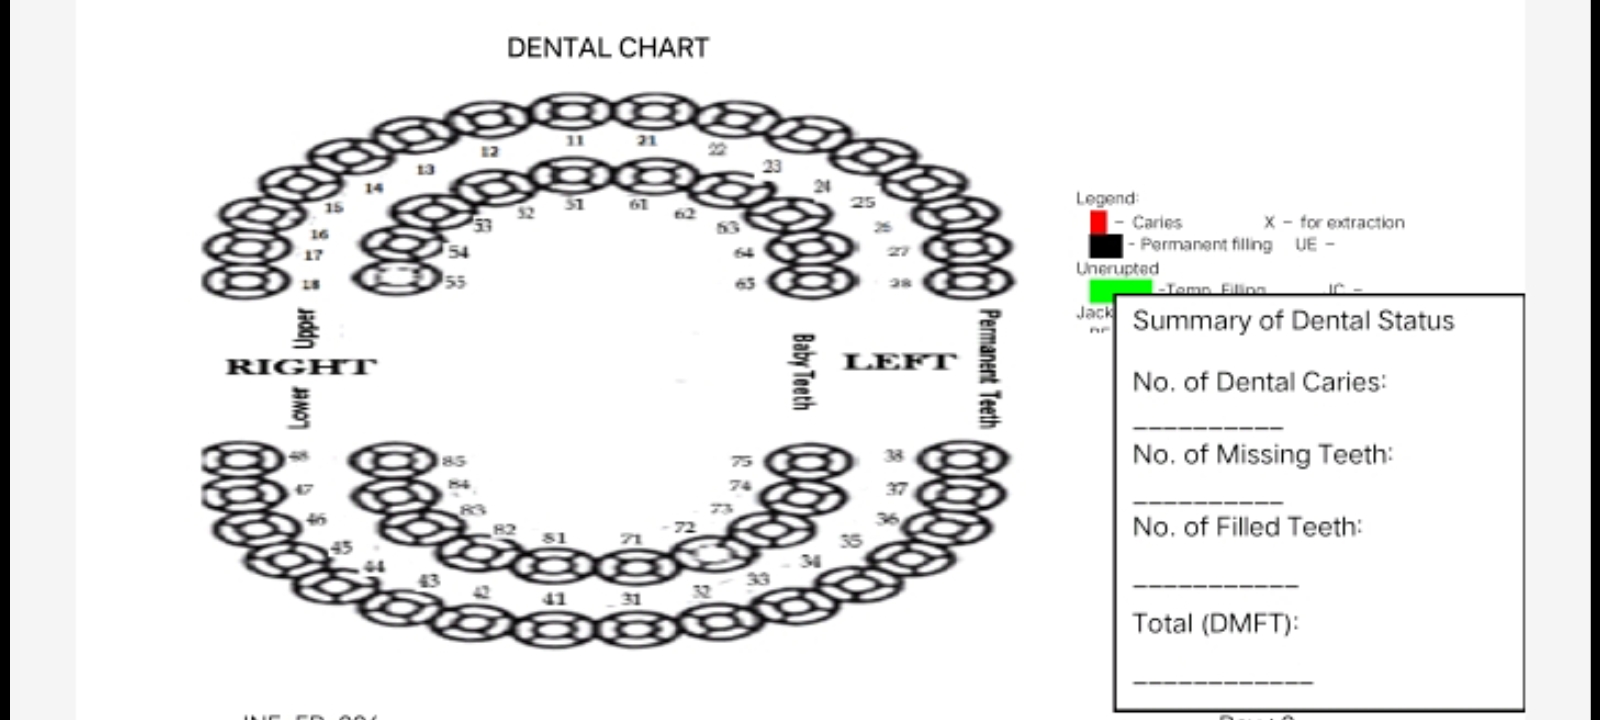 DENTAL CHART
11 21
12 22
13 23
14 24
15 25
16 26
17 27
18 28
51 61
52 62
53 63
54 64
55 65
Upper
RIGHT
Lower
Baby Teeth
LEFT
Permanent Teeth
48 85 75 38
47 84 74 37
46 83 73 36
45 82 81 71 72 35
44 34
43 33
42 41 31 32
Legend:
– Caries X – for extraction
- Permanent filling UE –
Unerupted
-Temp. Filling JC –
Jack
Summary of Dental Status
No. of Dental Caries:
__________
No. of Missing Teeth:
__________
No. of Filled Teeth:
___________
Total (DMFT):
____________